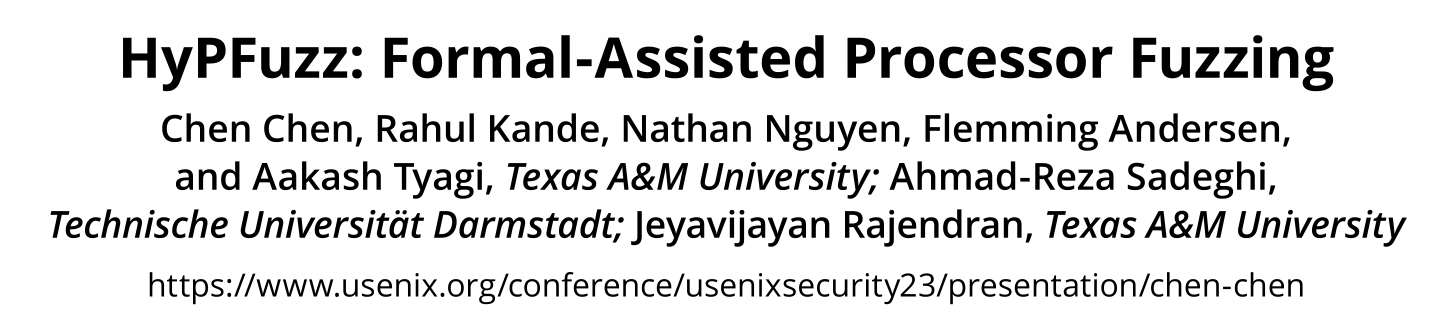 HyPFuzz: Formal-Assisted Processor Fuzzing
Chen Chen, Rahul Kande, Nathan Nguyen, Flemming Andersen,
and Aakash Tyagi, Texas A&M University; Ahmad-Reza Sadeghi,
Technische Universität Darmstadt; Jeyavijayan Rajendran, Texas A&M University
https://www.usenix.org/conference/usenixsecurity23/presentation/chen-chen